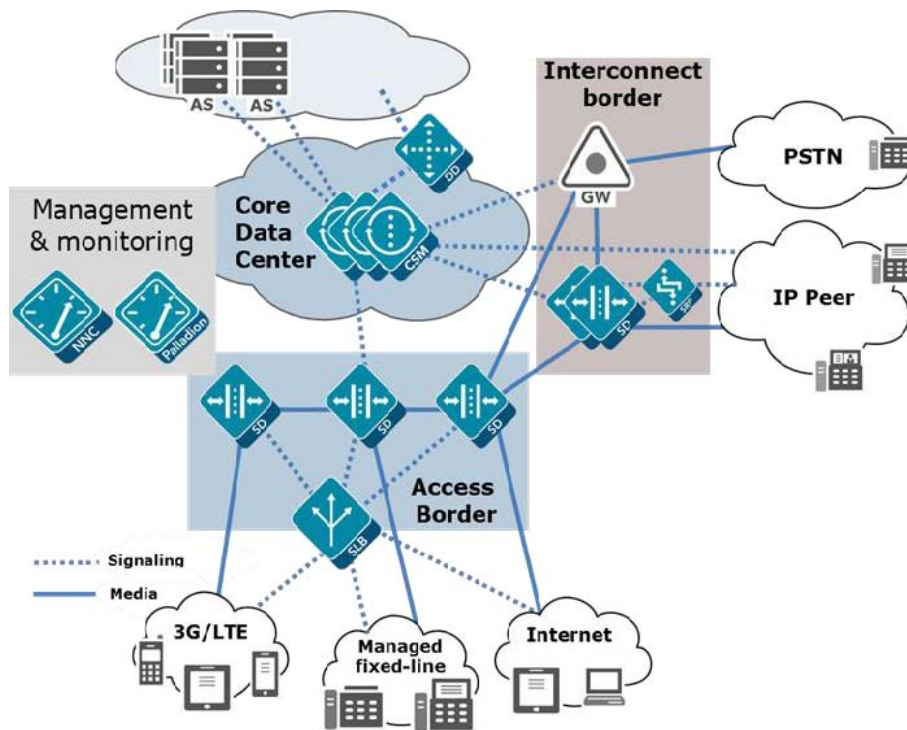 AS
AS
Interconnect
border
PSTN
DD
GW
Management
& monitoring
Core
Data
Center
CSM
SRP
IP Peer
NNC
Palladion
SD
SD
SD
SD
Access
Border
SLB
Signaling
Media
3G/LTE
Managed
fixed-line
Internet